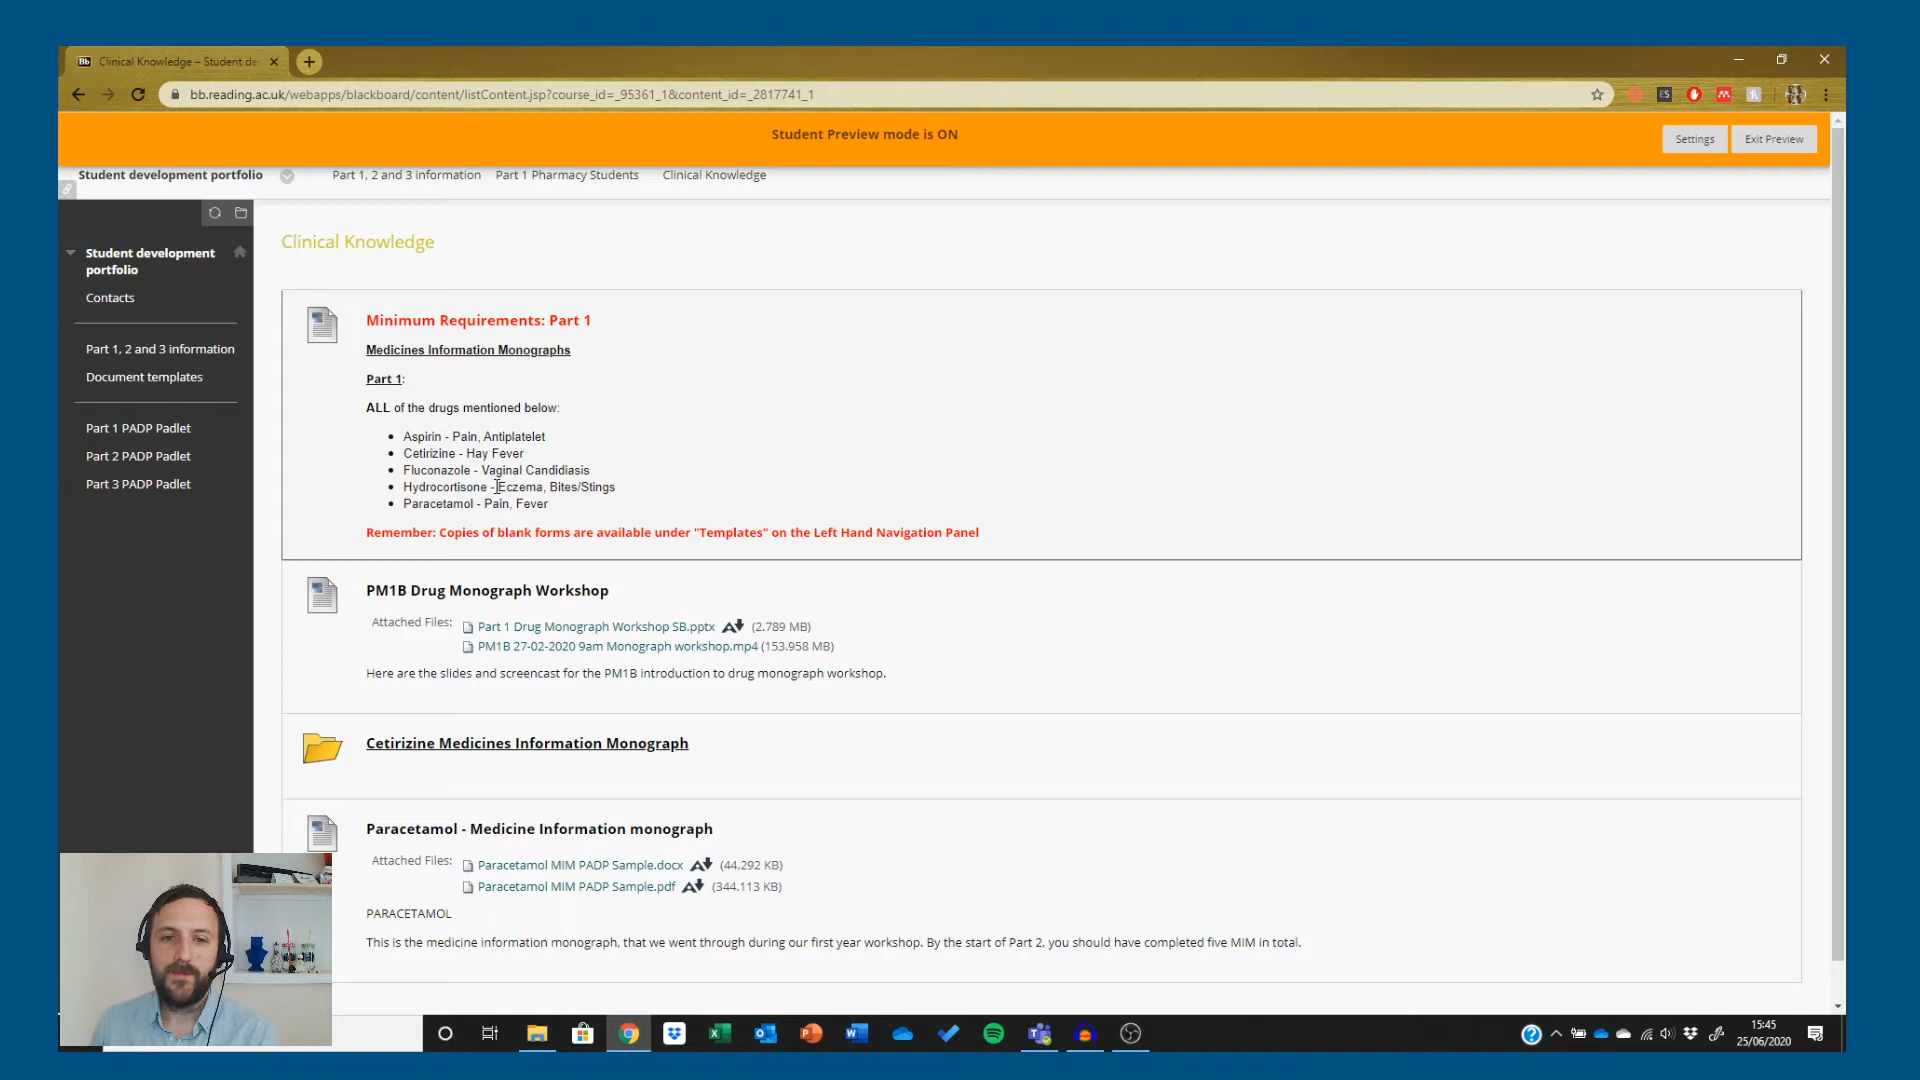 Clinical Knowledge – Student de
bb.reading.ac.uk/webapps/blackboard/content/listContent.jsp?course_id=_95361_1&content_id=_2817741_1
Student Preview mode is ON
Settings
Exit Preview
Student development portfolio
Part 1, 2 and 3 information
Part 1 Pharmacy Students
Clinical Knowledge
Student development
portfolio
Contacts
Part 1, 2 and 3 information
Document templates
Part 1 PADP Padlet
Part 2 PADP Padlet
Part 3 PADP Padlet
Clinical Knowledge
Minimum Requirements: Part 1
Medicines Information Monographs
Part 1:
ALL of the drugs mentioned below:
Aspirin - Pain, Antiplatelet
Cetirizine - Hay Fever
Fluconazole - Vaginal Candidiasis
Hydrocortisone - Eczema, Bites/Stings
Paracetamol - Pain, Fever
Remember: Copies of blank forms are available under "Templates" on the Left Hand Navigation Panel
PM1B Drug Monograph Workshop
Attached Files: Part 1 Drug Monograph Workshop SB.pptx (2.789 MB)
PM1B 27-02-2020 9am Monograph workshop.mp4 (153.958 MB)
Here are the slides and screencast for the PM1B introduction to drug monograph workshop.
Cetirizine Medicines Information Monograph
Paracetamol - Medicine Information monograph
Attached Files: Paracetamol MIM PADP Sample.docx (44.292 KB)
Paracetamol MIM PADP Sample.pdf (344.113 KB)
PARACETAMOL
This is the medicine information monograph, that we went through during our first year workshop. By the start of Part 2, you should have completed five MIM in total.
15:45
25/06/2020